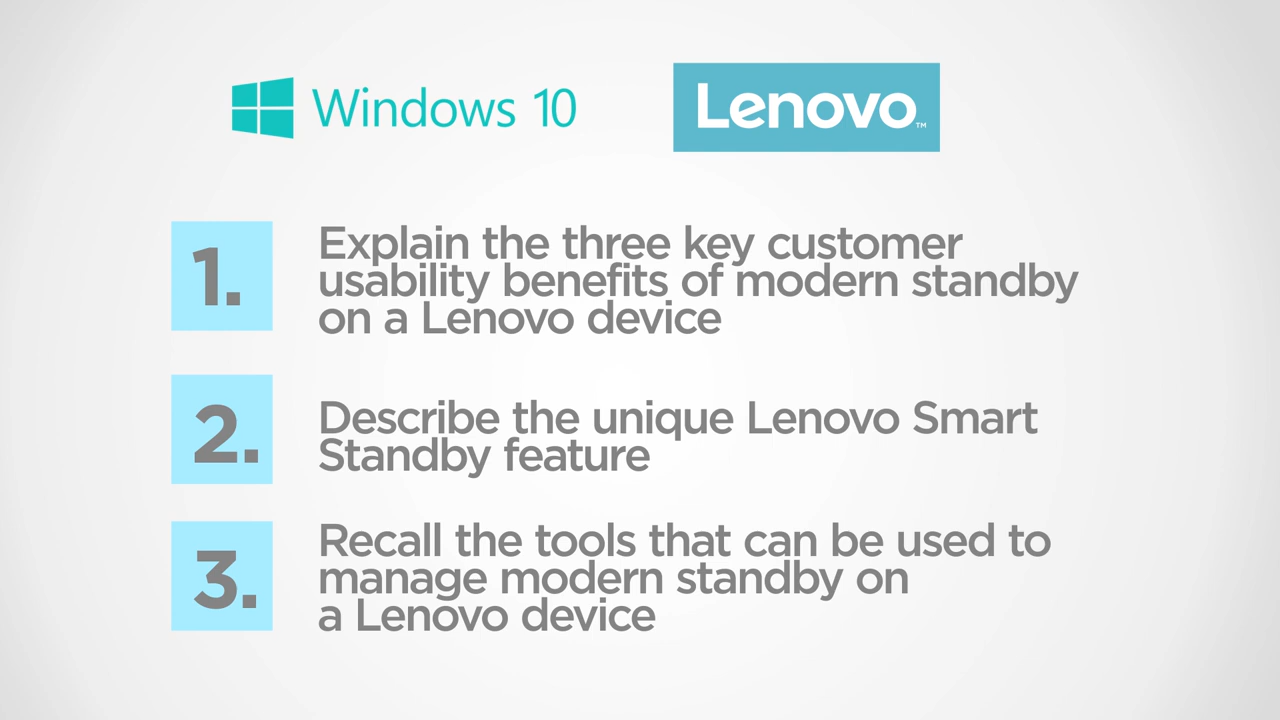 Windows 10
Lenovo™
1.
Explain the three key customer
usability benefits of modern standby
on a Lenovo device
2.
Describe the unique Lenovo Smart
Standby feature
3.
Recall the tools that can be used to
manage modern standby on
a Lenovo device